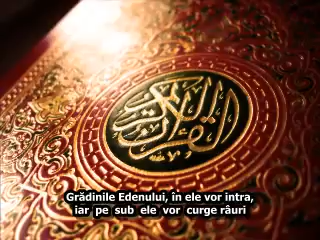 القرآن الكريم
Grădinile Edenului, în ele vor intra,
iar pe sub ele vor curge râuri